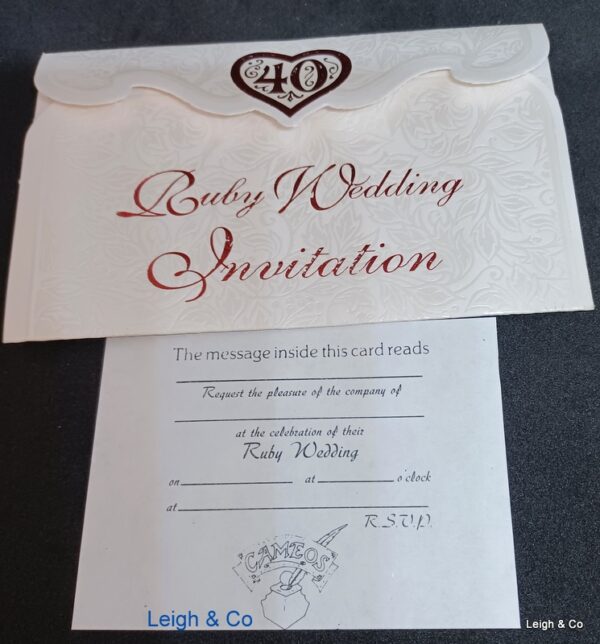 40
Ruby Wedding
Invitation
The message inside this card reads
Request the pleasure of the company of
at the celebration of their
Ruby Wedding
on at o'clock
at
R.S.V.P.
CAMEOS
Leigh & Co
Leigh & Co